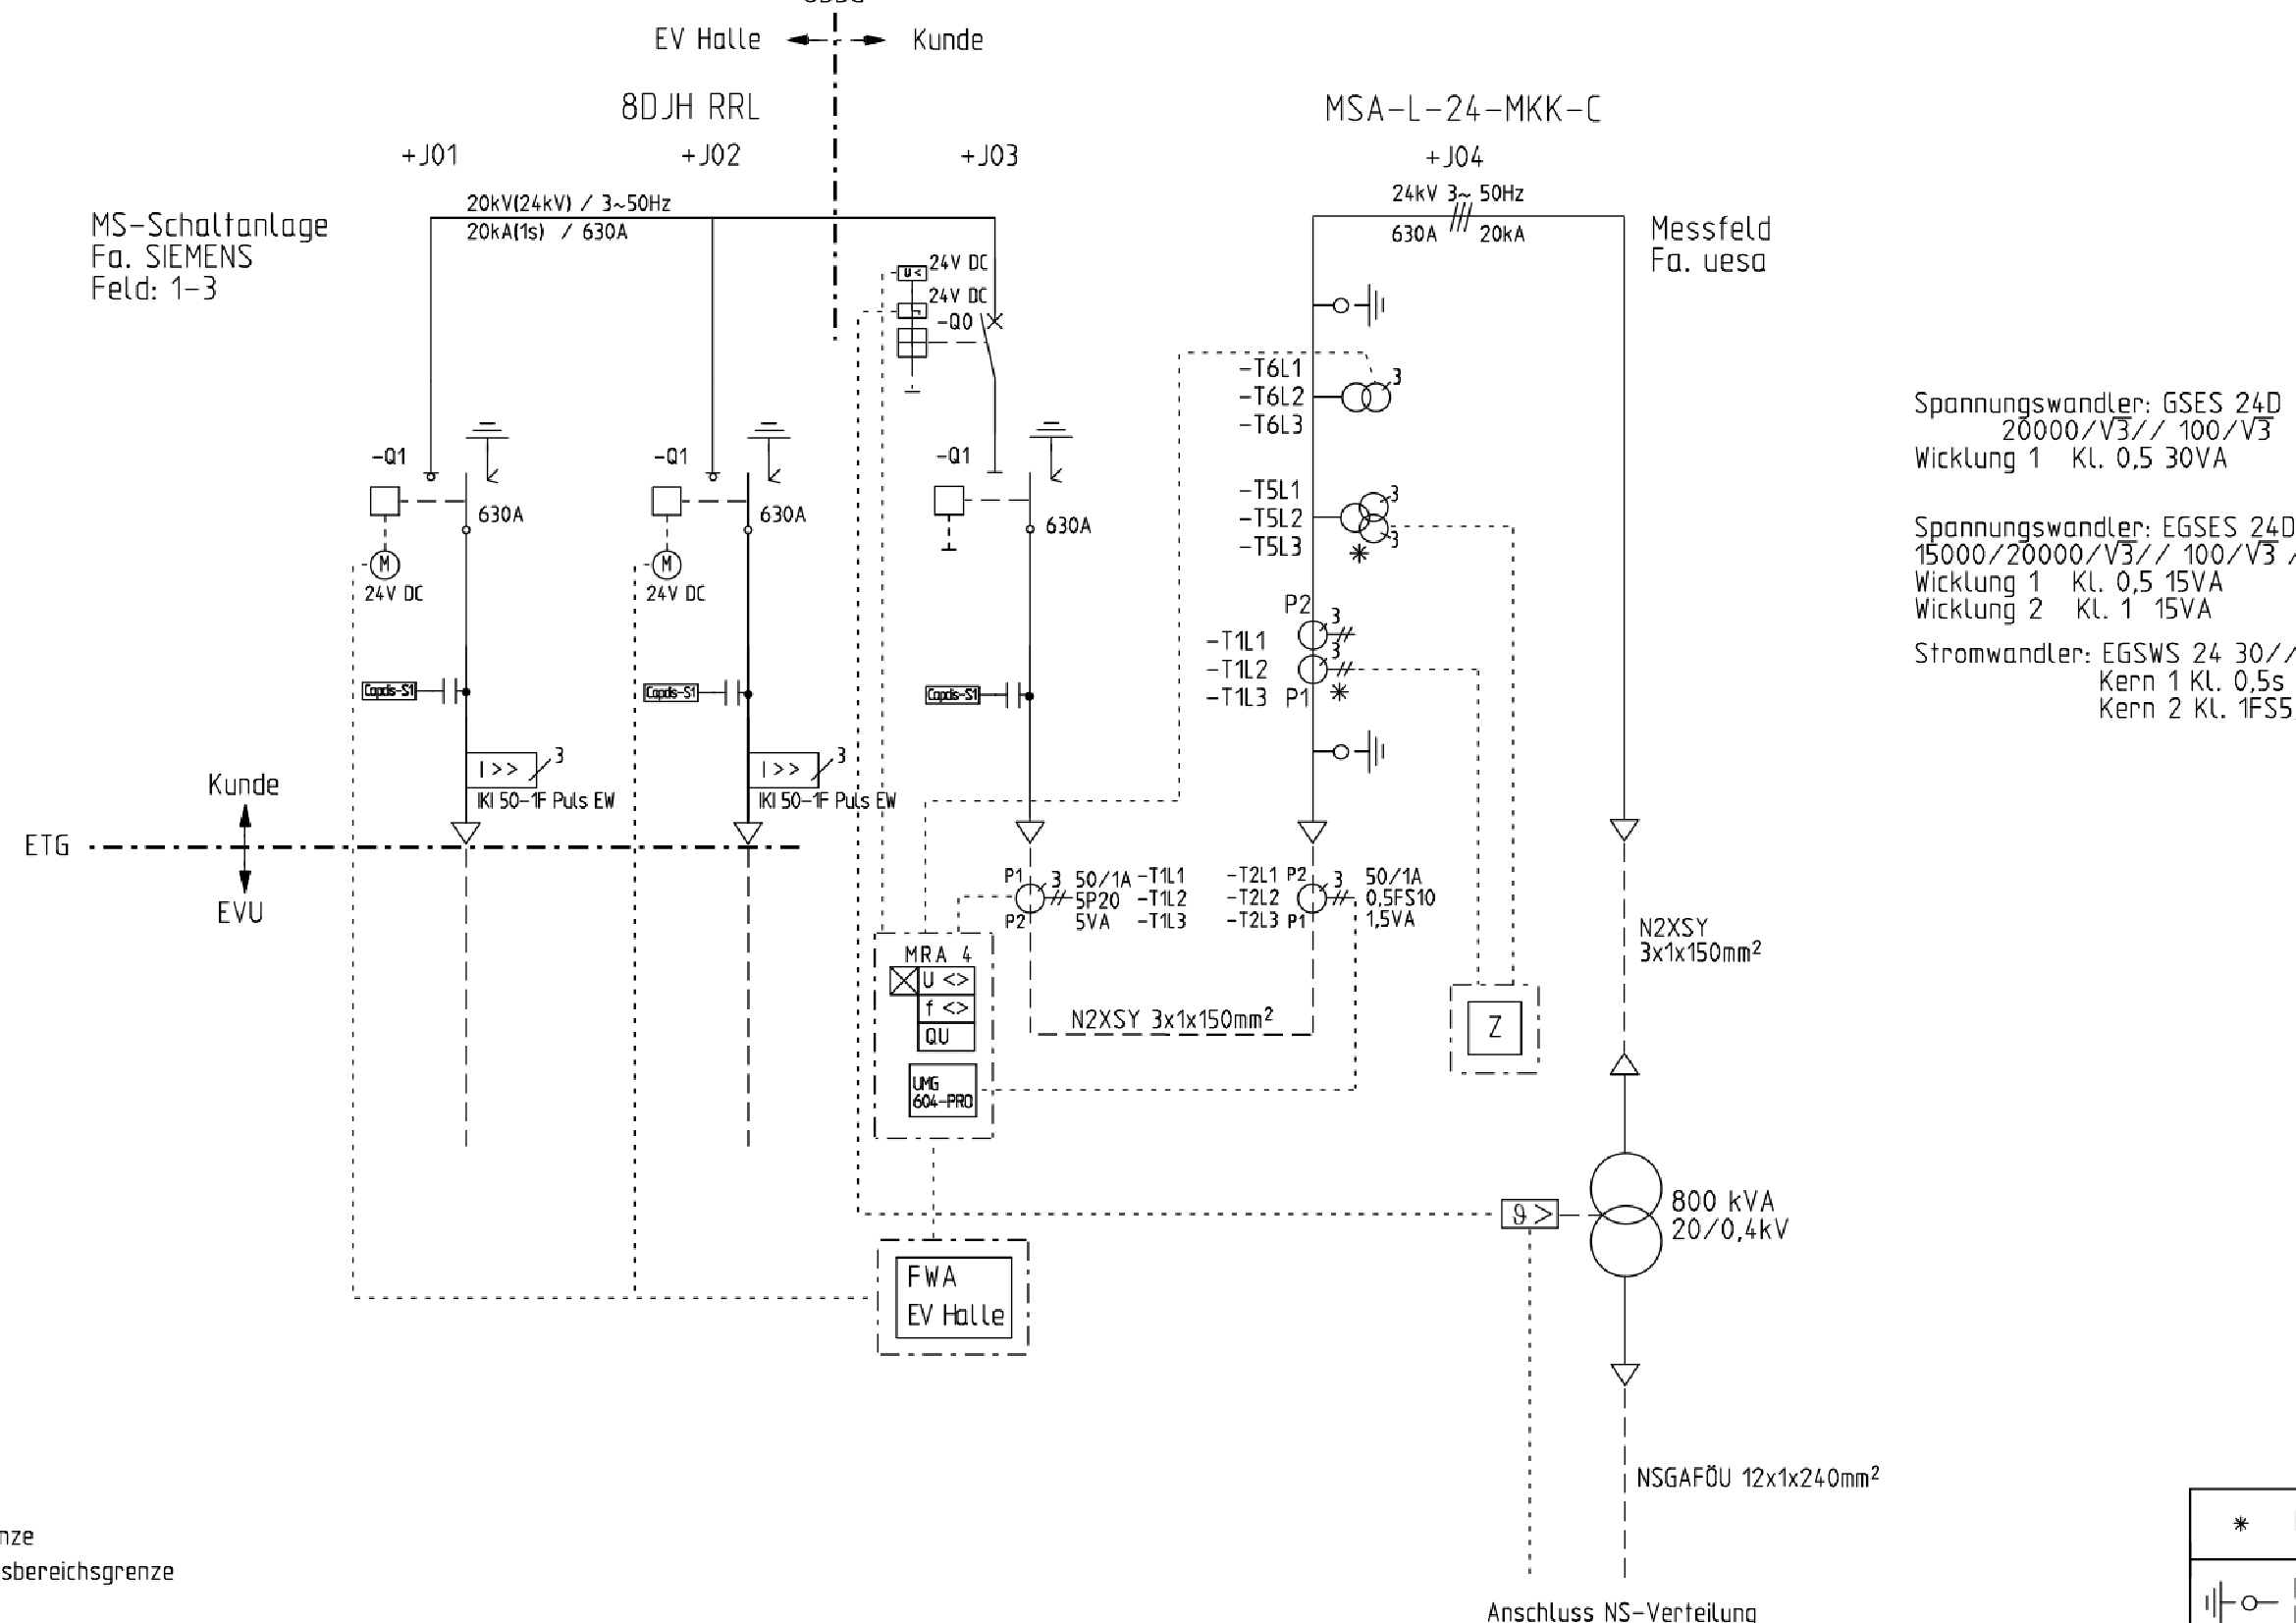 EV Halle
Kunde
8DJH RRL
MSA-L-24-MKK-C
+J01
+J02
+J03
+J04
MS-Schaltanlage
Fa. SIEMENS
Feld: 1-3
20kV(24kV) / 3~50Hz
20kA(1s) / 630A
24kV 3~ 50Hz
630A
20kA
Messfeld
Fa. uesa
U<
24V DC
24V DC
-Q0
-T6L1
-T6L2
-T6L3
3
Spannungswandler: GSES 24D
20000/√3// 100/√3
Wicklung 1 Kl. 0,5 30VA
-Q1
630A
M
24V DC
-Q1
630A
M
24V DC
-Q1
630A
-T5L1
-T5L2
-T5L3
3
3
*
Spannungswandler: EGSES 24D
15000/20000/√3// 100/√3 /
Wicklung 1 Kl. 0,5 15VA
Wicklung 2 Kl. 1 15VA
P2
3
-T1L1
3
-T1L2
-T1L3 P1
*
Stromwandler: EGSWS 24 30//
Kern 1 Kl. 0,5s
Kern 2 Kl. 1FS5
Capdis-S1
Capdis-S1
Capdis-S1
I>>
3
IKI 50-1F Puls EW
I>>
3
IKI 50-1F Puls EW
Kunde
ETG
EVU
P1
3
P2
50/1A
5P20
5VA
-T1L1
-T1L2
-T1L3
-T2L1 P2
-T2L2
-T2L3 P1
3
50/1A
0,5FS10
1,5VA
N2XSY
3x1x150mm²
MRA 4
U <>
f <>
QU
UMG
604-PRO
N2XSY 3x1x150mm²
Z
ϑ >
800 kVA
20/0,4kV
FWA
EV Halle
NSGAFÖU 12x1x240mm²
sbereichsgrenze
*
Anschluss NS-Verteilung